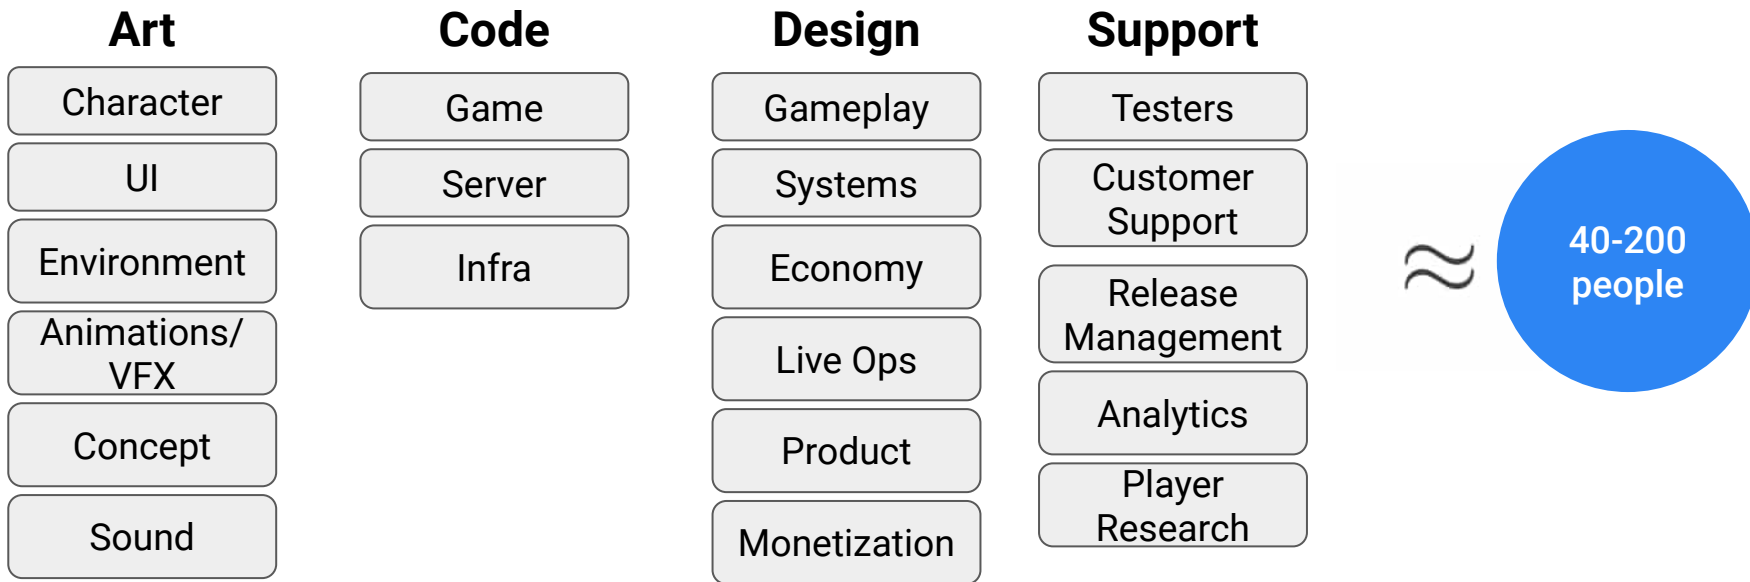 Art
Character
UI
Environment
Animations/
VFX
Concept
Sound
Code
Game
Server
Infra
Design
Gameplay
Systems
Economy
Live Ops
Product
Monetization
Support
Testers
Customer
Support
Release
Management
Analytics
Player
Research
≈
40-200
people